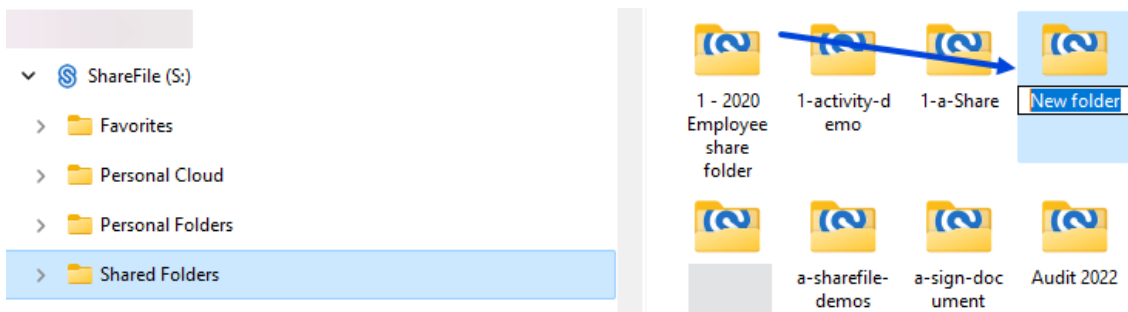 ShareFile (S:)
Favorites
Personal Cloud
Personal Folders
Shared Folders
1 - 2020
Employee
share
folder
1-activity-d
emo
1-a-Share
New folder
a-sharefile-
demos
a-sign-doc
ument
Audit 2022